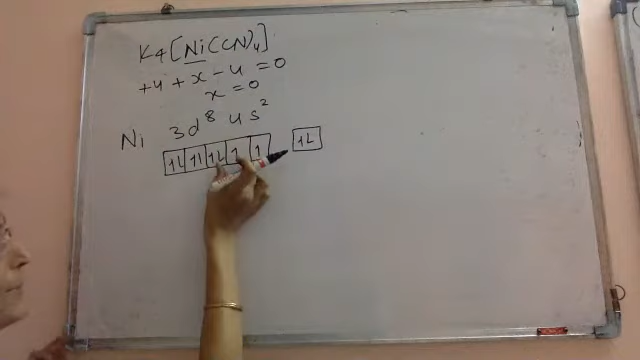 K4[Ni(CN)4]
+4 + x - 4 = 0
x = 0
Ni 3d⁸ 4s²
1L 1l 1L 1 1 1L